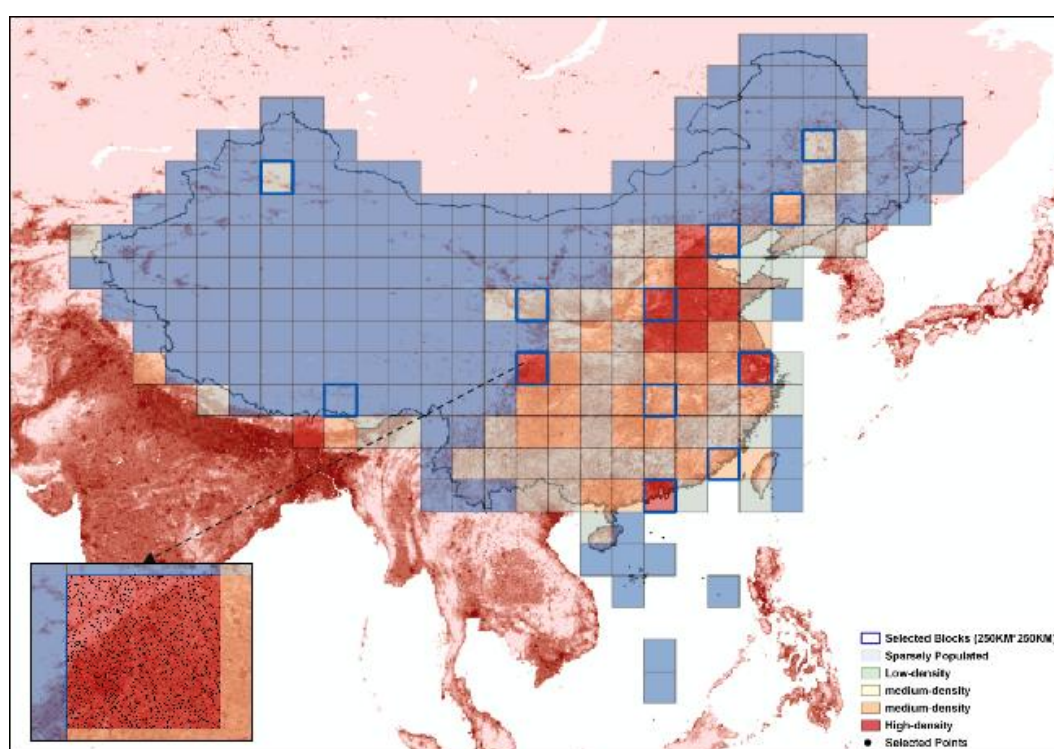 Selected Blocks (250KM*250KM)
Sparsely Populated
Low-density
medium-density
medium-density
High-density
Selected Points